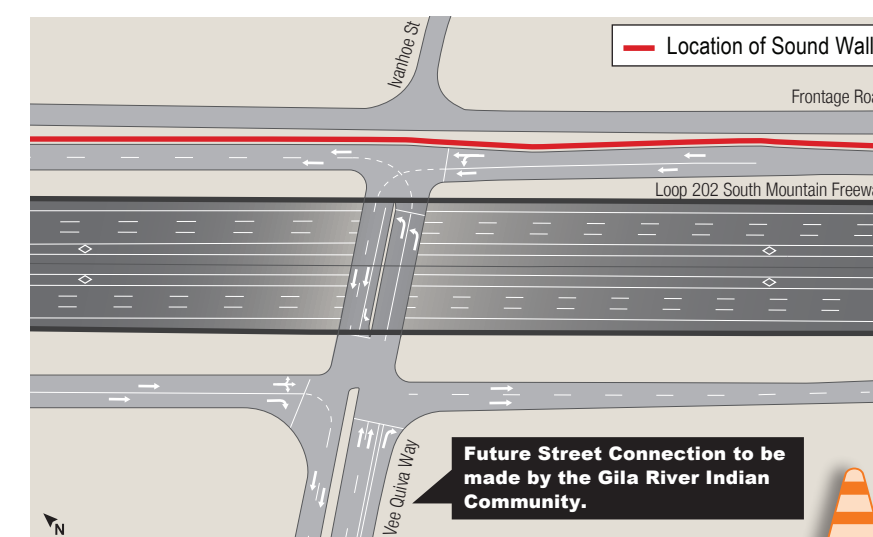 Ivanhoe St
Location of Sound Wall
Frontage Roa
Loop 202 South Mountain Freewa
Vee Quiva Way
Future Street Connection to be
made by the Gila River Indian
Community.
N